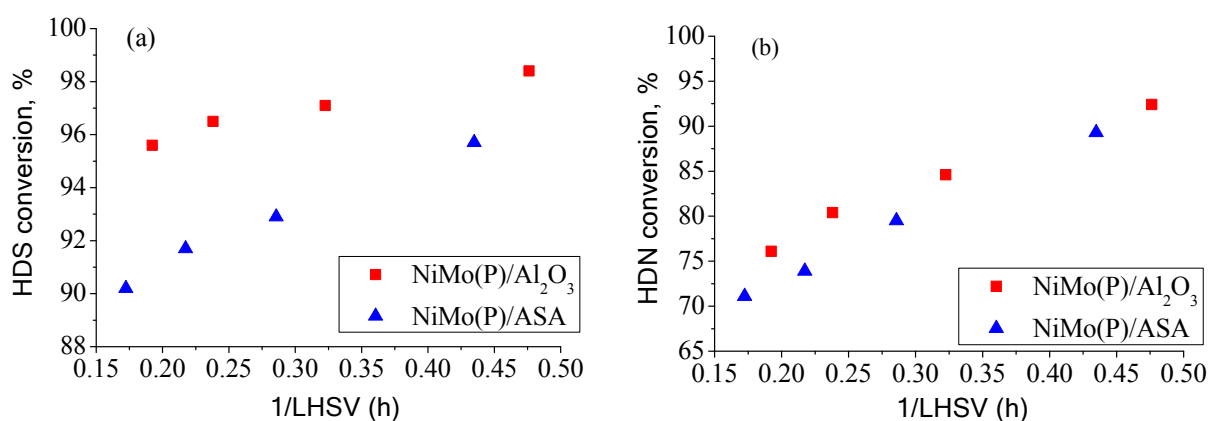 (a)
HDS conversion, %
100
98
96
94
92
90
88
NiMo(P)/Al₂O₃
NiMo(P)/ASA
0.15 0.20 0.25 0.30 0.35 0.40 0.45 0.50
1/LHSV (h)
(b)
HDN conversion, %
100
95
90
85
80
75
70
65
NiMo(P)/Al₂O₃
NiMo(P)/ASA
0.15 0.20 0.25 0.30 0.35 0.40 0.45 0.50
1/LHSV (h)